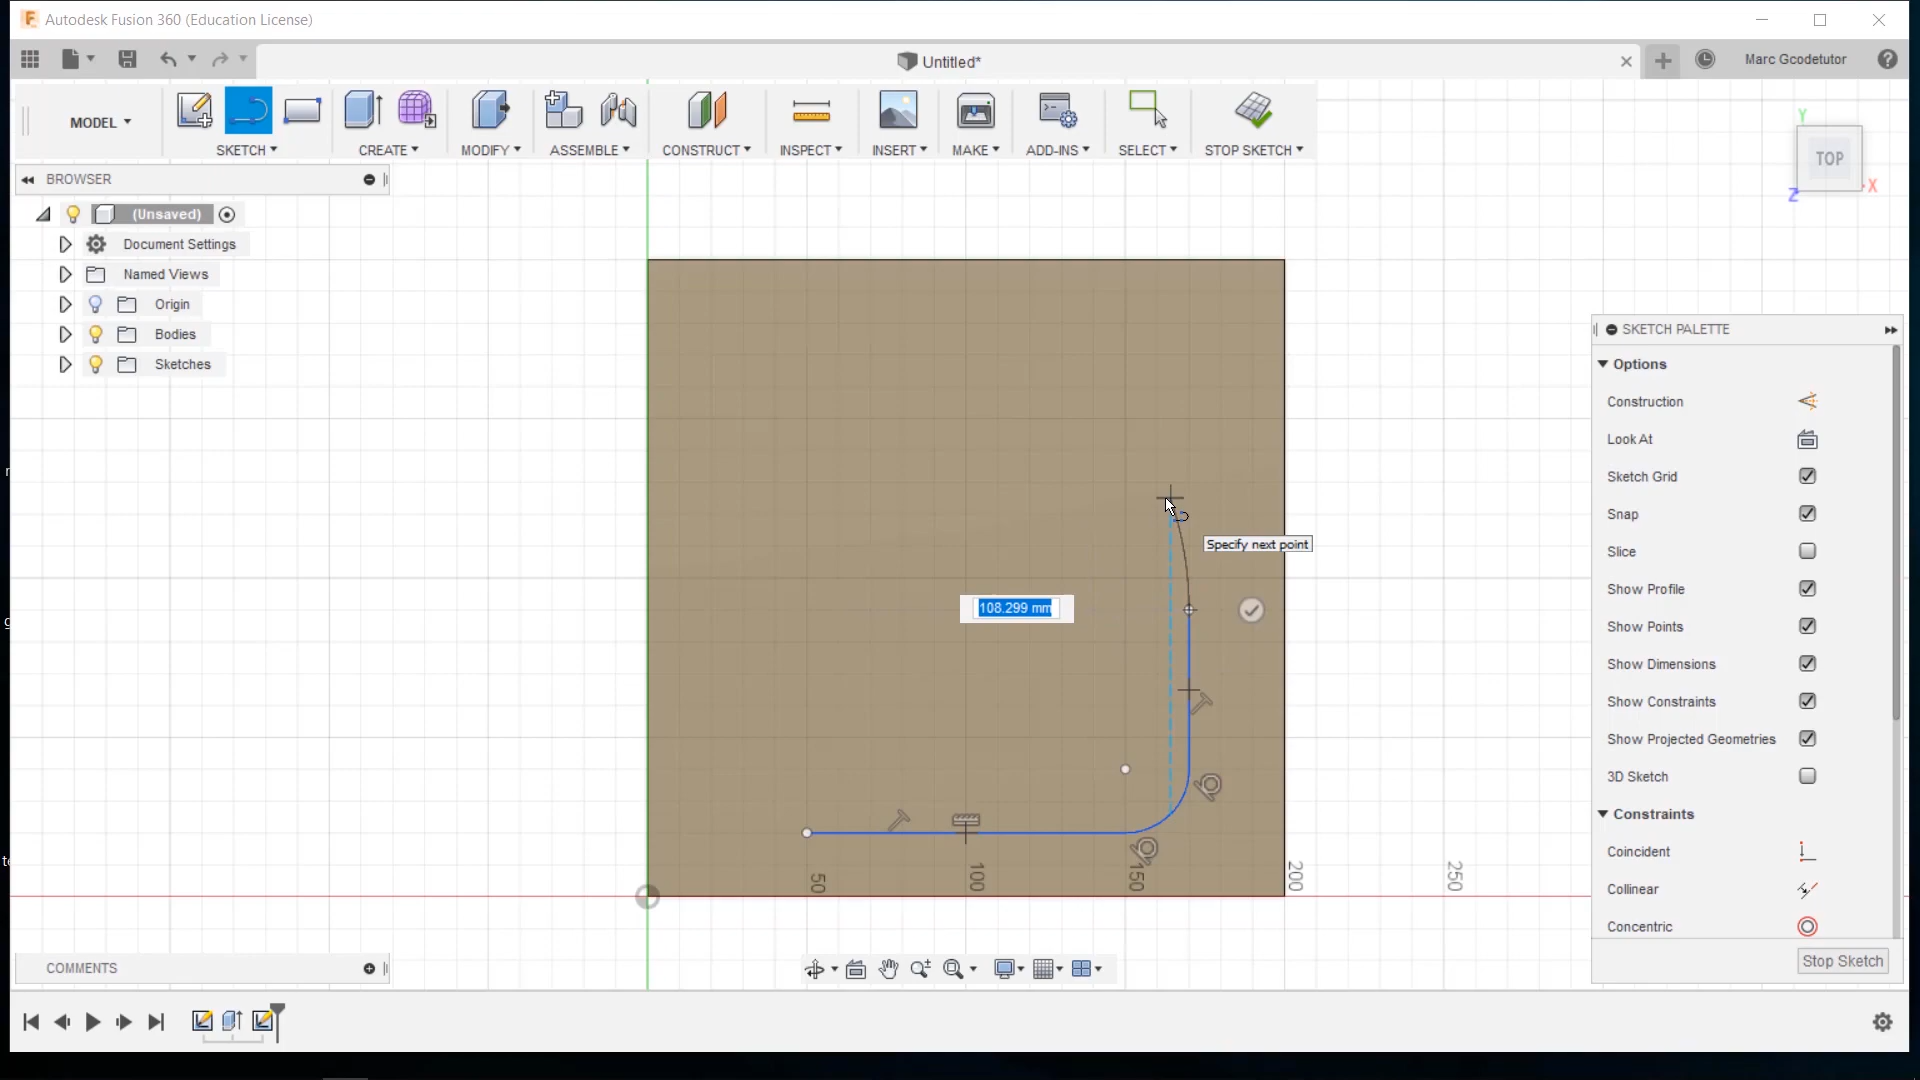 Autodesk Fusion 360 (Education License)
Untitled*
Marc Gcodetutor
MODEL
SKETCH
CREATE
MODIFY
ASSEMBLE
CONSTRUCT
INSPECT
INSERT
MAKE
ADD-INS
SELECT
STOP SKETCH
Y
TOP
X
Z
BROWSER
(Unsaved)
Document Settings
Named Views
Origin
Bodies
Sketches
SKETCH PALETTE
Options
Construction
Look At
Sketch Grid
Snap
Slice
Show Profile
Show Points
Show Dimensions
Show Constraints
Show Projected Geometries
3D Sketch
Constraints
Coincident
Collinear
Concentric
Stop Sketch
Specify next point
108.299 mm
50
100
150
200
250
COMMENTS